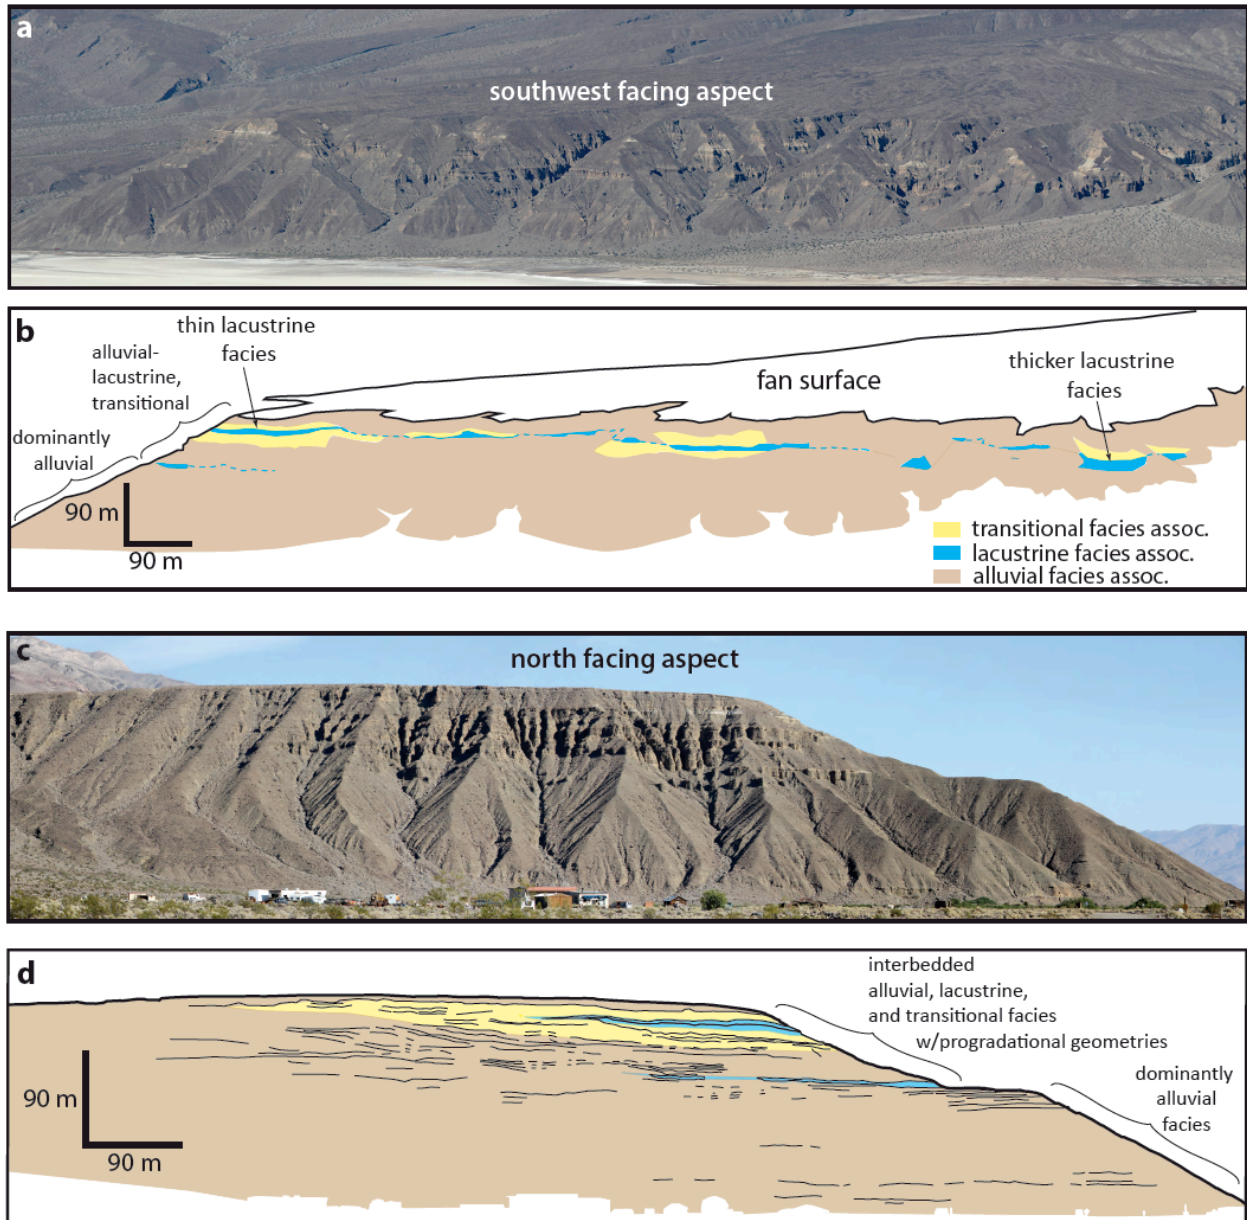 a
southwest facing aspect
b
thin lacustrine
facies
alluvial-
lacustrine,
transitional
dominantly
alluvial
fan surface
thicker lacustrine
facies
90 m
90 m
transitional facies assoc.
lacustrine facies assoc.
alluvial facies assoc.
c
north facing aspect
d
interbedded
alluvial, lacustrine,
and transitional facies
w/progradational geometries
dominantly
alluvial
facies
90 m
90 m